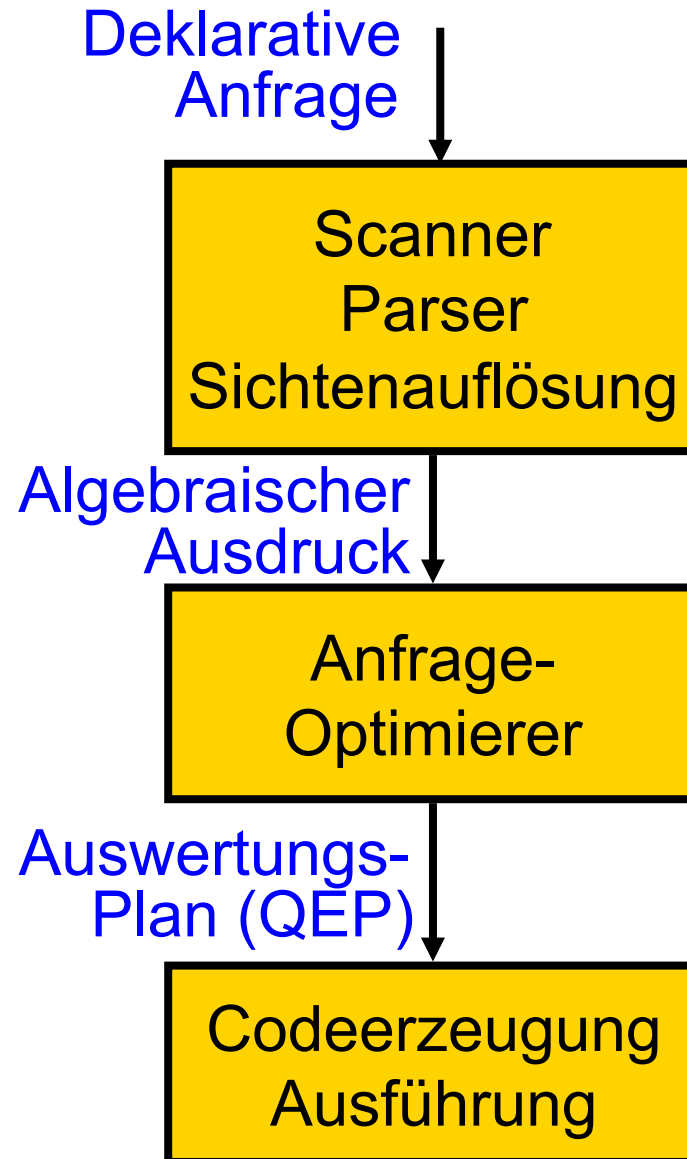 Deklarative
Anfrage
Scanner
Parser
Sichtenauflösung
Algebraischer
Ausdruck
Anfrage-
Optimierer
Auswertungs-
Plan (QEP)
Codeerzeugung
Ausführung